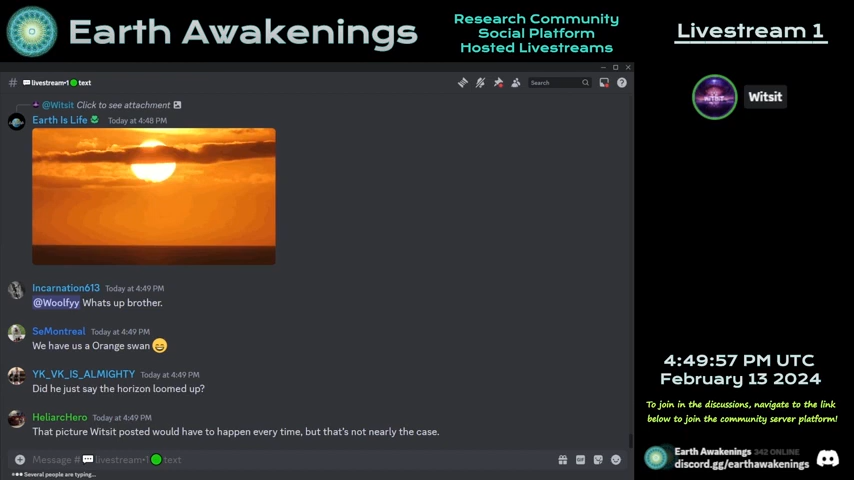 Earth Awakenings
Research Community
Social Platform
Hosted Livestreams
Livestream 1
Witsit
# livestream•1 text
Search
@Witsit Click to see attachment
Earth Is Life Today at 4:48 PM
Incarnation613 Today at 4:49 PM
@Woolfyy Whats up brother.
SeMontreal Today at 4:49 PM
We have us a Orange swan 😄
YK_VK_IS_ALMIGHTY Today at 4:49 PM
Did he just say the horizon loomed up?
HeliarcHero Today at 4:49 PM
That picture Witsit posted would have to happen every time, but that's not nearly the case.
Message # livestream•1 text
GIF
Several people are typing...
WITSIT
4:49:57 PM UTC
February 13 2024
To join in the discussions, navigate to the link
below to join the community server platform!
Earth Awakenings 342 ONLINE
discord.gg/earthawakenings